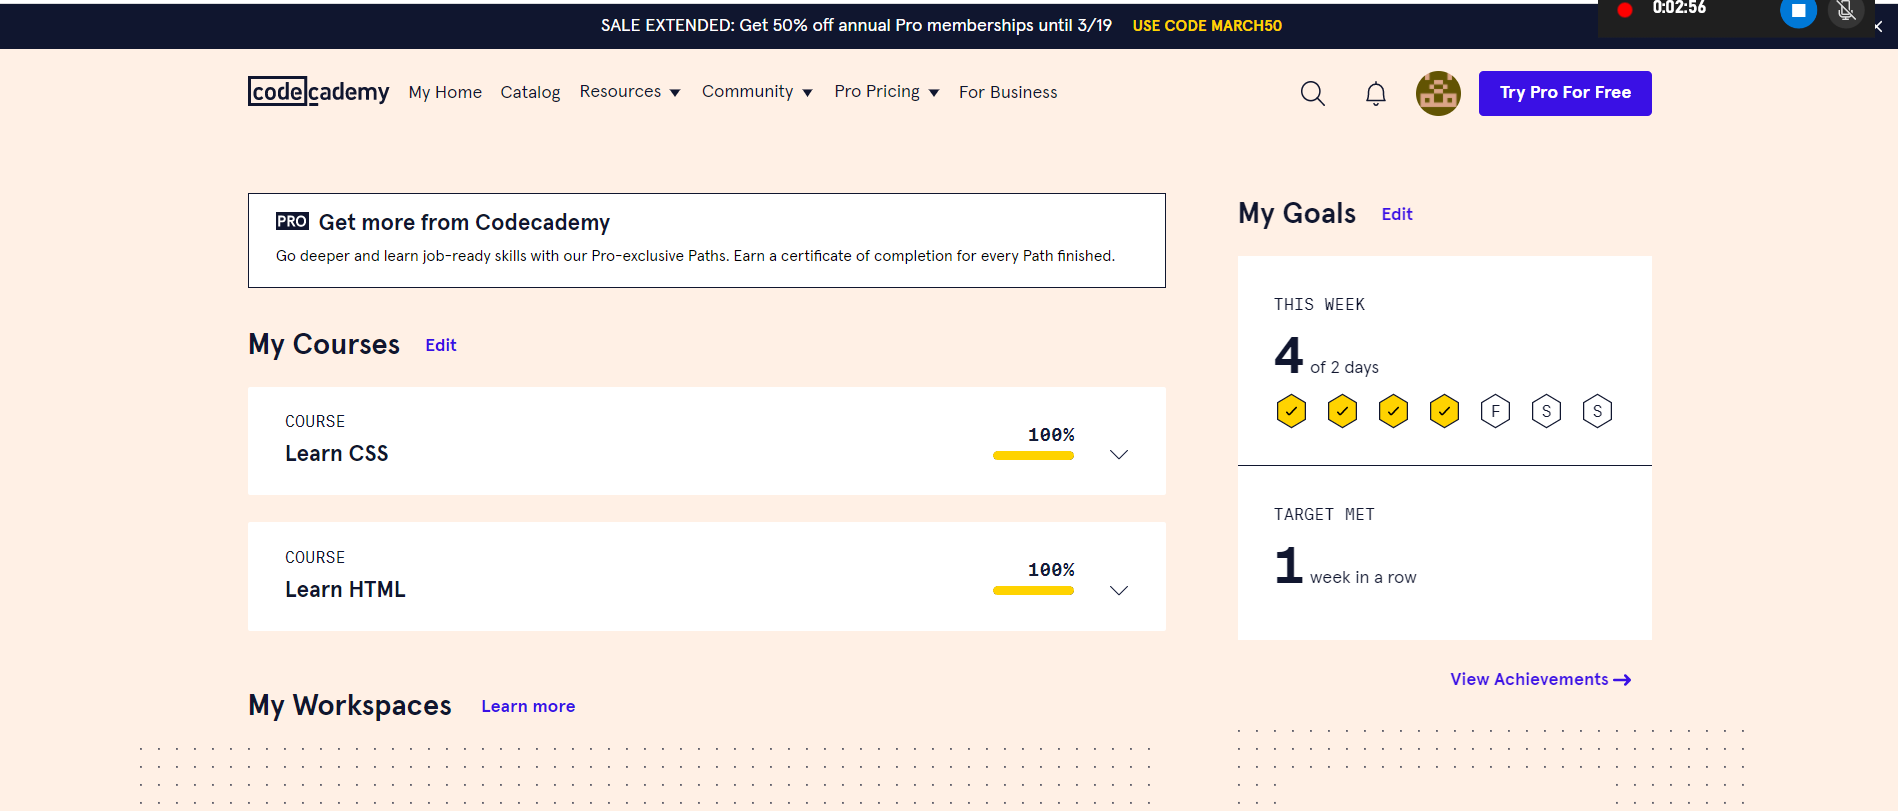 SALE EXTENDED: Get 50% off annual Pro memberships until 3/19 USE CODE MARCH50
0:02:56
codecademy My Home Catalog Resources Community Pro Pricing For Business Try Pro For Free
PRO Get more from Codecademy
Go deeper and learn job-ready skills with our Pro-exclusive Paths. Earn a certificate of completion for every Path finished.
My Courses Edit
COURSE
Learn CSS
100%
COURSE
Learn HTML
100%
My Workspaces Learn more
My Goals Edit
THIS WEEK
4 of 2 days
F S S
TARGET MET
1 week in a row
View Achievements